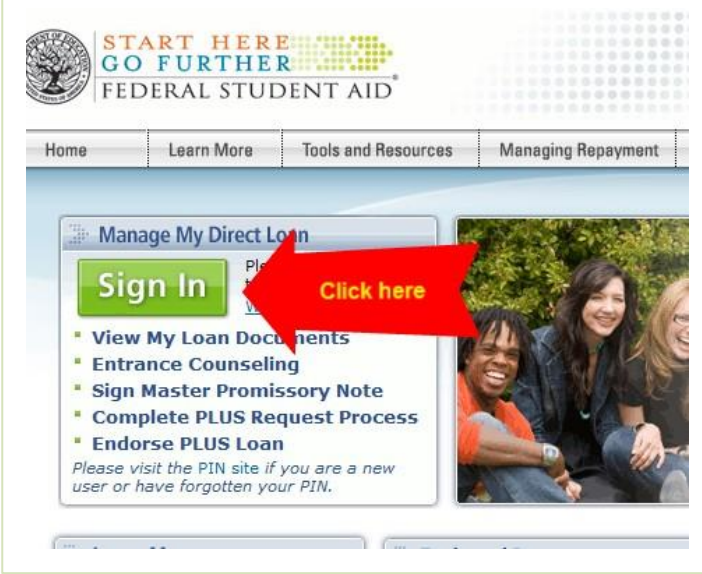 START HERE
GO FURTHER
FEDERAL STUDENT AID
Home Learn More Tools and Resources Managing Repayment
Manage My Direct Loan
Sign In
Click here
View My Loan Documents
Entrance Counseling
Sign Master Promissory Note
Complete PLUS Request Process
Endorse PLUS Loan
Please visit the PIN site if you are a new
user or have forgotten your PIN.